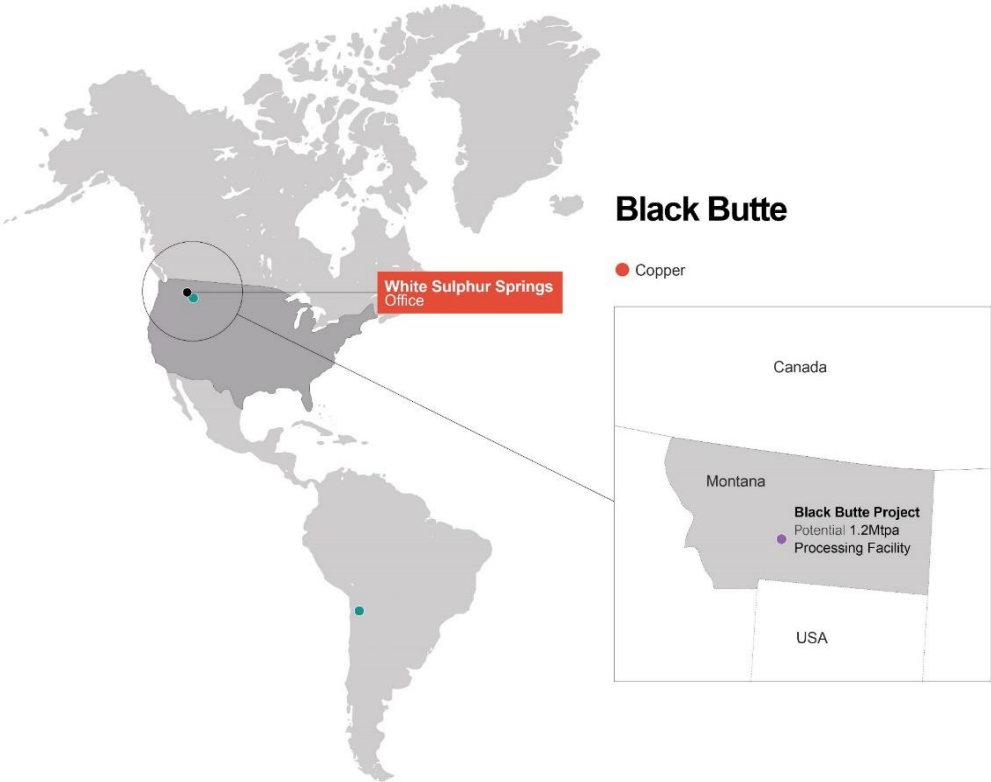 Black Butte
Copper
White Sulphur Springs
Office
Canada
Montana
Black Butte Project
Potential 1.2Mtpa
Processing Facility
USA